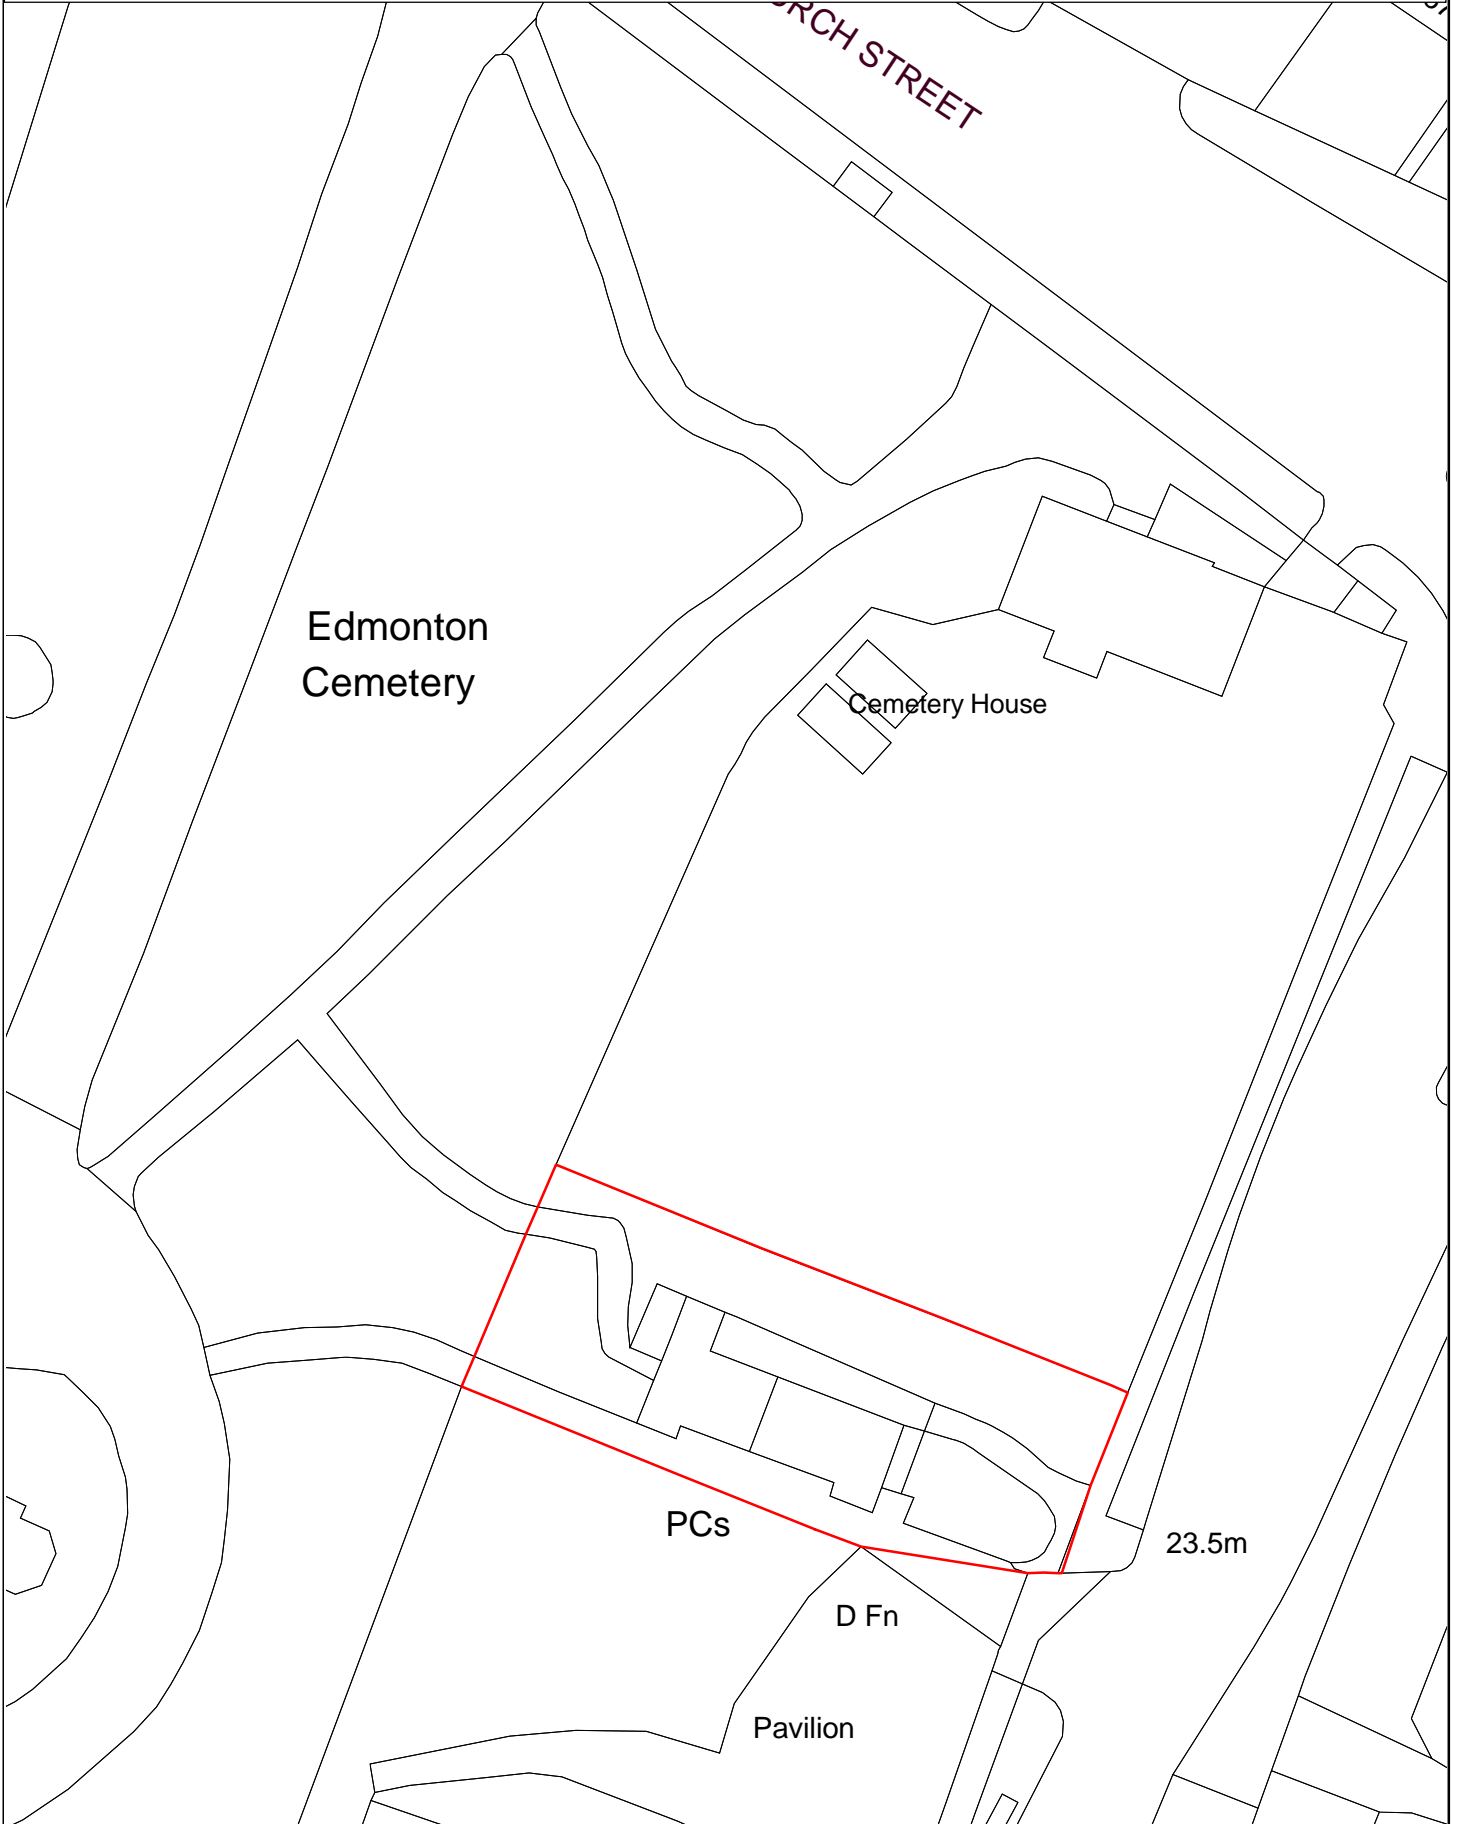 RCH STREET
Edmonton
Cemetery
Cemetery House
PCs
23.5m
D Fn
Pavilion